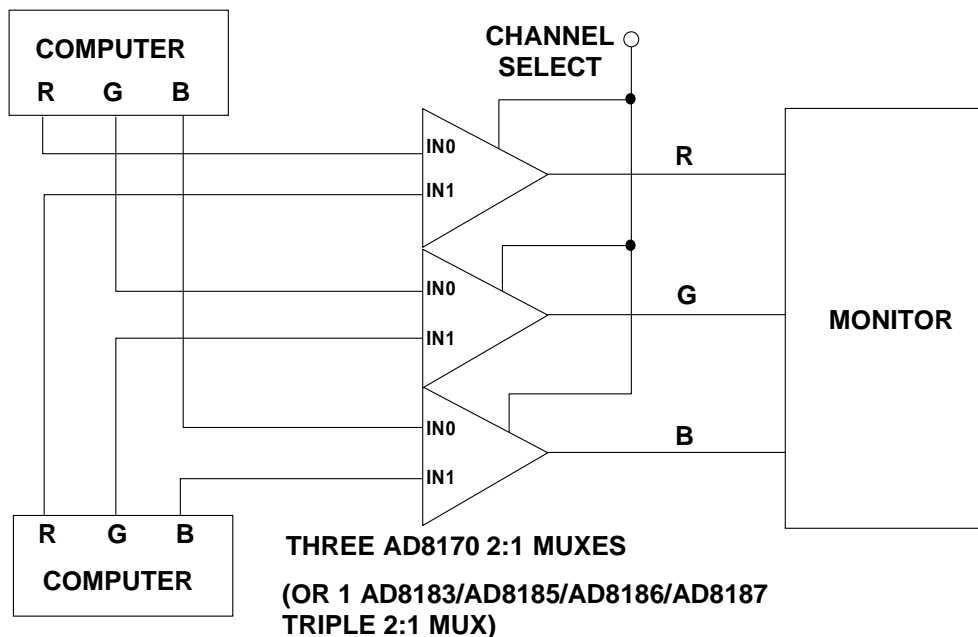 COMPUTER
R G B
CHANNEL
SELECT
IN0
IN1
R
IN0
IN1
G
IN0
IN1
B
MONITOR
R G B
COMPUTER
THREE AD8170 2:1 MUXES
(OR 1 AD8183/AD8185/AD8186/AD8187
TRIPLE 2:1 MUX)